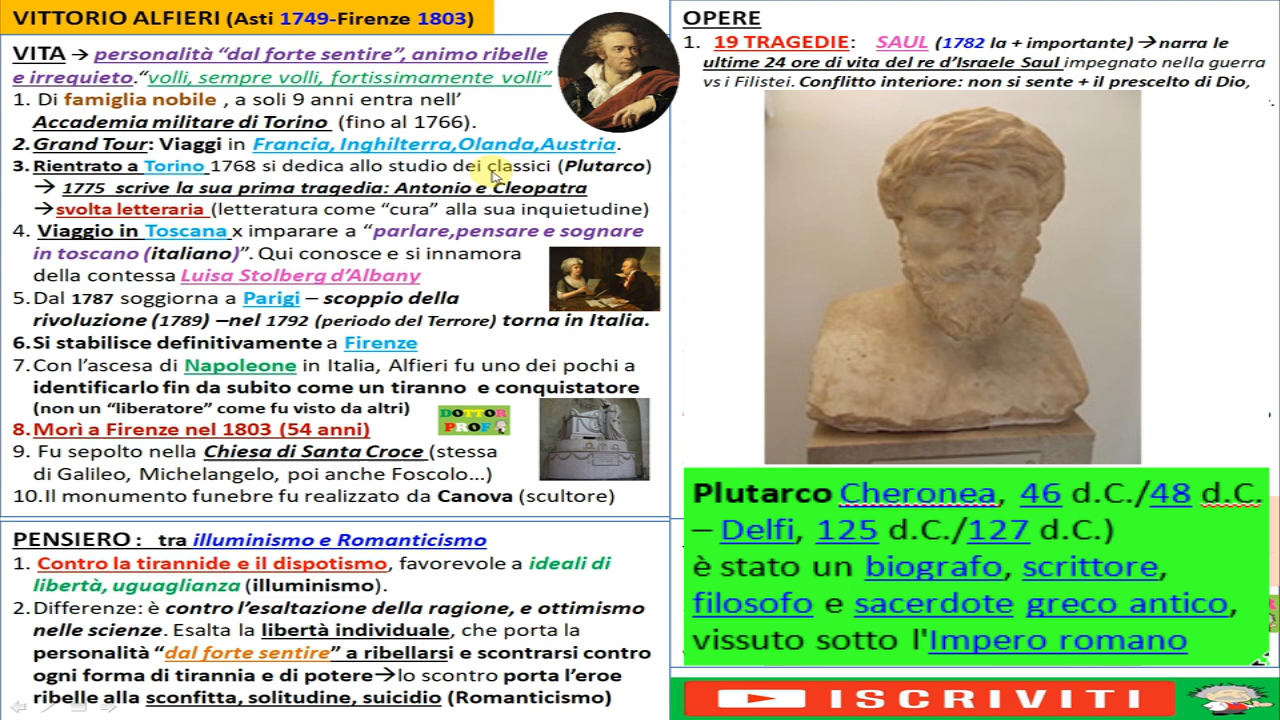 VITTORIO ALFIERI (Asti 1749-Firenze 1803)
VITA → personalità “dal forte sentire”, animo ribelle
e irrequieto.“volli, sempre volli, fortissimamente volli”
1. Di famiglia nobile , a soli 9 anni entra nell’
Accademia militare di Torino (fino al 1766).
2. Grand Tour: Viaggi in Francia, Inghilterra,Olanda,Austria.
3. Rientrato a Torino 1768 si dedica allo studio dei classici (Plutarco)
→ 1775 scrive la sua prima tragedia: Antonio e Cleopatra
→svolta letteraria (letteratura come “cura” alla sua inquietudine)
4. Viaggio in Toscana x imparare a “parlare,pensare e sognare
in toscano (italiano)”. Qui conosce e si innamora
della contessa Luisa Stolberg d’Albany
5. Dal 1787 soggiorna a Parigi – scoppio della
rivoluzione (1789) –nel 1792 (periodo del Terrore) torna in Italia.
6. Si stabilisce definitivamente a Firenze
7. Con l’ascesa di Napoleone in Italia, Alfieri fu uno dei pochi a
identificarlo fin da subito come un tiranno e conquistatore
(non un “liberatore” come fu visto da altri)
DOTTOR
PROF
8. Morì a Firenze nel 1803 (54 anni)
9. Fu sepolto nella Chiesa di Santa Croce (stessa
di Galileo, Michelangelo, poi anche Foscolo…)
10. Il monumento funebre fu realizzato da Canova (scultore)
PENSIERO : tra illuminismo e Romanticismo
1. Contro la tirannide e il dispotismo, favorevole a ideali di
libertà, uguaglianza (illuminismo).
2. Differenze: è contro l’esaltazione della ragione, e ottimismo
nelle scienze. Esalta la libertà individuale, che porta la
personalità “dal forte sentire” a ribellarsi e scontrarsi contro
ogni forma di tirannia e di potere→lo scontro porta l’eroe
ribelle alla sconfitta, solitudine, suicidio (Romanticismo)
OPERE
1. 19 TRAGEDIE: SAUL (1782 la + importante) → narra le
ultime 24 ore di vita del re d’Israele Saul impegnato nella guerra
vs i Filistei. Conflitto interiore: non si sente + il prescelto di Dio,
Plutarco Cheronea, 46 d.C./48 d.C.
– Delfi, 125 d.C./127 d.C.)
è stato un biografo, scrittore,
filosofo e sacerdote greco antico,
vissuto sotto l'Impero romano
ISCRIVITI